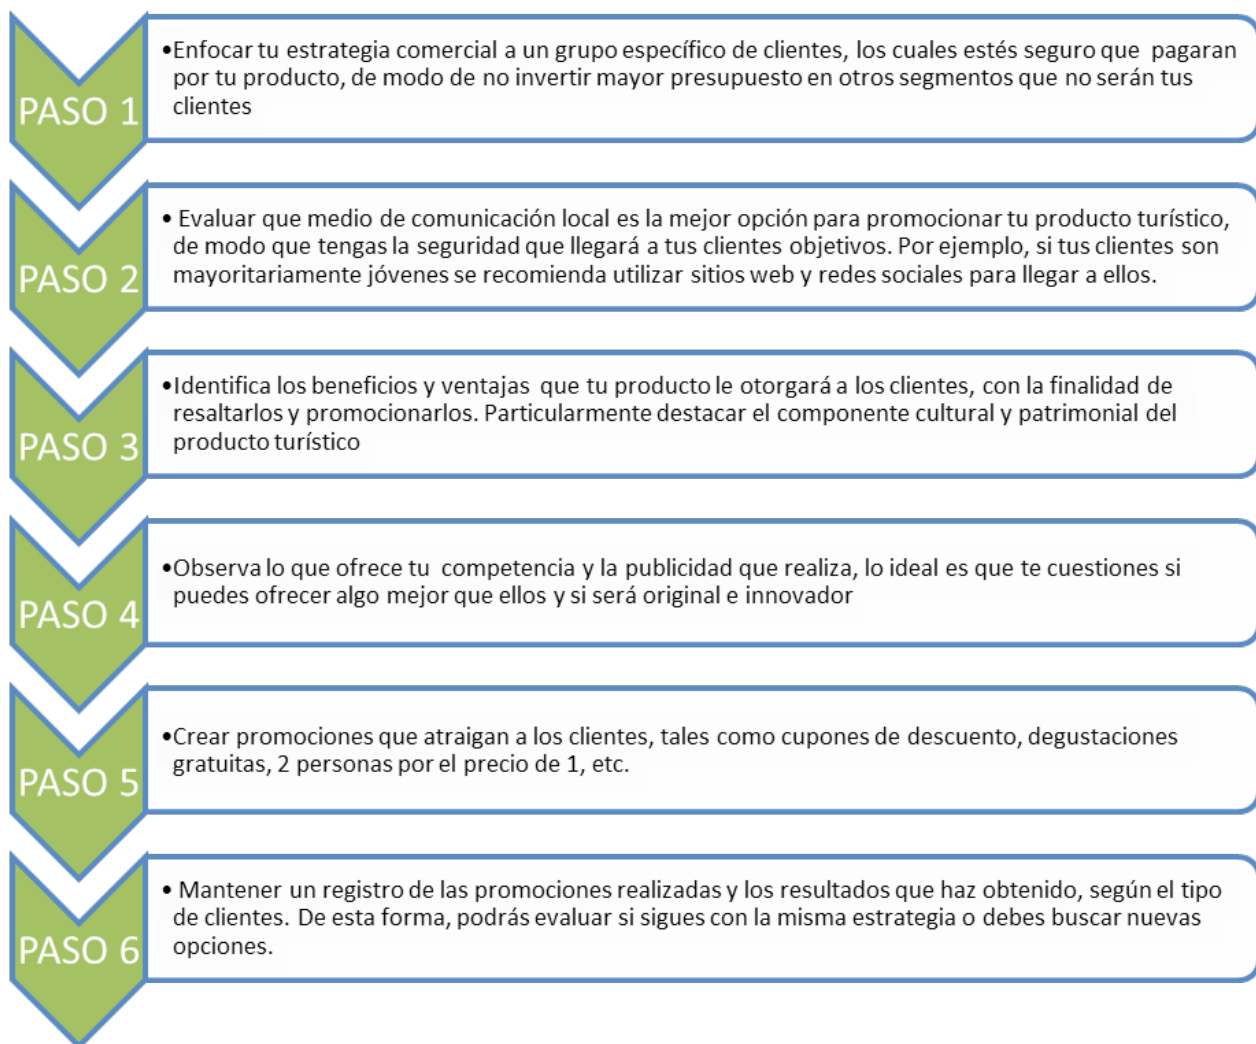 PASO 1
•Enfocar tu estrategia comercial a un grupo específico de clientes, los cuales estés seguro que pagaran
por tu producto, de modo de no invertir mayor presupuesto en otros segmentos que no serán tus
clientes
PASO 2
• Evaluar que medio de comunicación local es la mejor opción para promocionar tu producto turístico,
de modo que tengas la seguridad que llegará a tus clientes objetivos. Por ejemplo, si tus clientes son
mayoritariamente jóvenes se recomienda utilizar sitios web y redes sociales para llegar a ellos.
PASO 3
•Identifica los beneficios y ventajas que tu producto le otorgará a los clientes, con la finalidad de
resaltarlos y promocionarlos. Particularmente destacar el componente cultural y patrimonial del
producto turístico
PASO 4
•Observa lo que ofrece tu competencia y la publicidad que realiza, lo ideal es que te cuestiones si
puedes ofrecer algo mejor que ellos y si será original e innovador
PASO 5
•Crear promociones que atraigan a los clientes, tales como cupones de descuento, degustaciones
gratuitas, 2 personas por el precio de 1, etc.
PASO 6
• Mantener un registro de las promociones realizadas y los resultados que haz obtenido, según el tipo
de clientes. De esta forma, podrás evaluar si sigues con la misma estrategia o debes buscar nuevas
opciones.